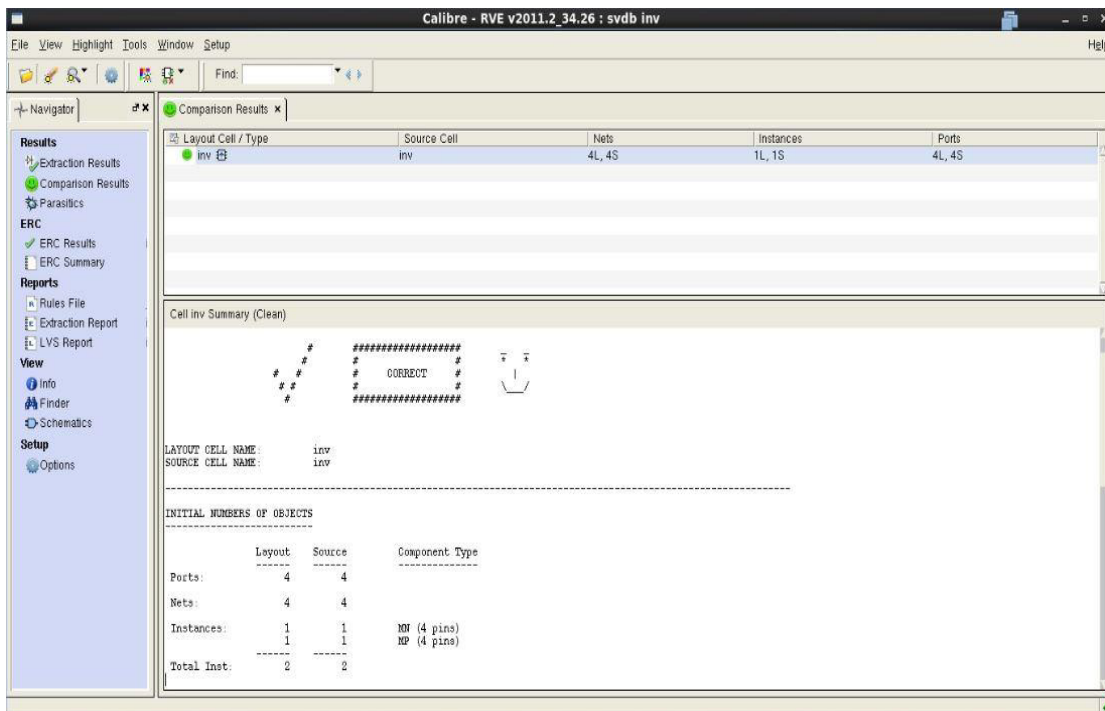 Calibre - RVE v2011.2_34.26 : svdb inv
File View Highlight Tools Window Setup Help
Find:
Navigator
Comparison Results
Results
Extraction Results
Comparison Results
Parasitics
ERC
ERC Results
ERC Summary
Reports
Rules File
Extraction Report
LVS Report
View
Info
Finder
Schematics
Setup
Options
Layout Cell / Type Source Cell Nets Instances Ports
inv inv 4L, 4S 1L, 1S 4L, 4S
Cell inv Summary (Clean)
# ################### _ _
# # # * *
# # # CORRECT # |
# # # # \___/
# ###################
LAYOUT CELL NAME: inv
SOURCE CELL NAME: inv
INITIAL NUMBERS OF OBJECTS
Layout Source Component Type
Ports: 4 4
Nets: 4 4
Instances: 1 1 MN (4 pins)
1 1 MP (4 pins)
Total Inst: 2 2